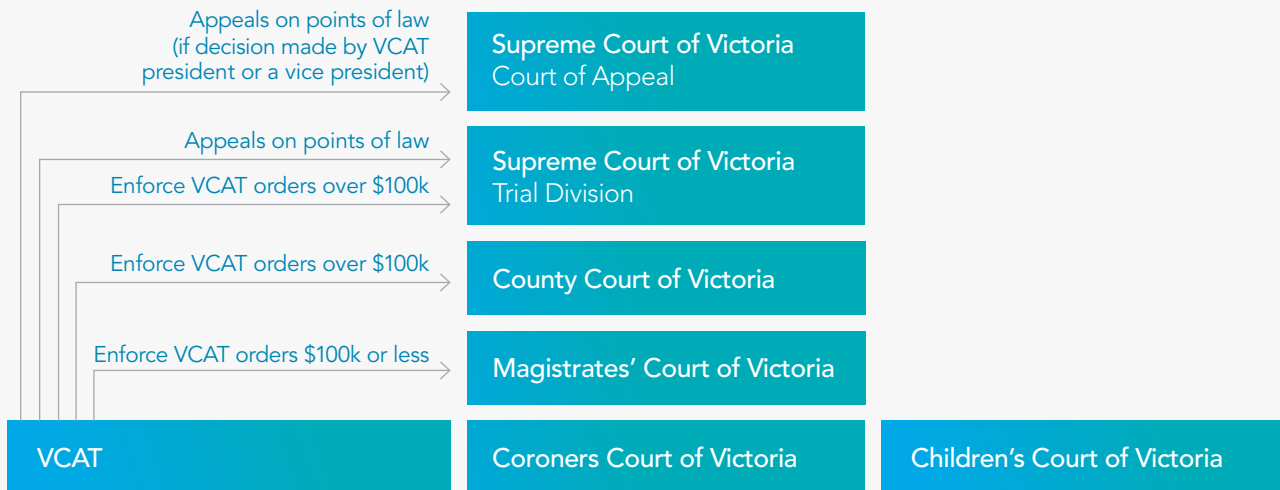 Appeals on points of law
(if decision made by VCAT
president or a vice president)
Supreme Court of Victoria
Court of Appeal
Appeals on points of law
Enforce VCAT orders over $100k
Supreme Court of Victoria
Trial Division
Enforce VCAT orders over $100k
County Court of Victoria
Enforce VCAT orders $100k or less
Magistrates’ Court of Victoria
VCAT
Coroners Court of Victoria
Children’s Court of Victoria